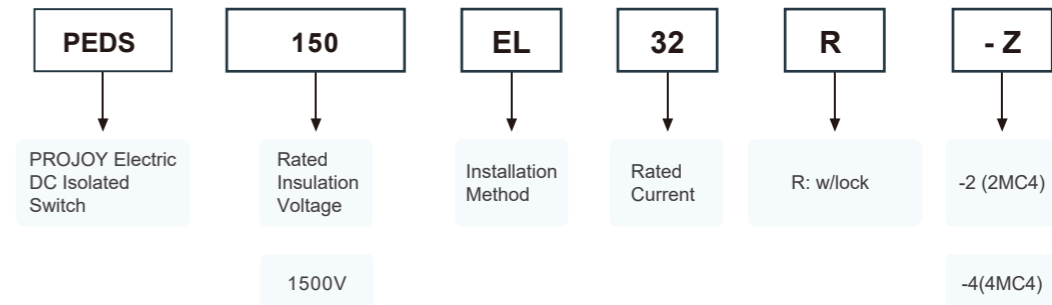 PEDS 150 EL 32 R - Z
PROJOY Electric
DC Isolated
Switch
Rated
Insulation
Voltage
Installation
Method
Rated
Current
R: w/lock
-2 (2MC4)
1500V
-4(4MC4)